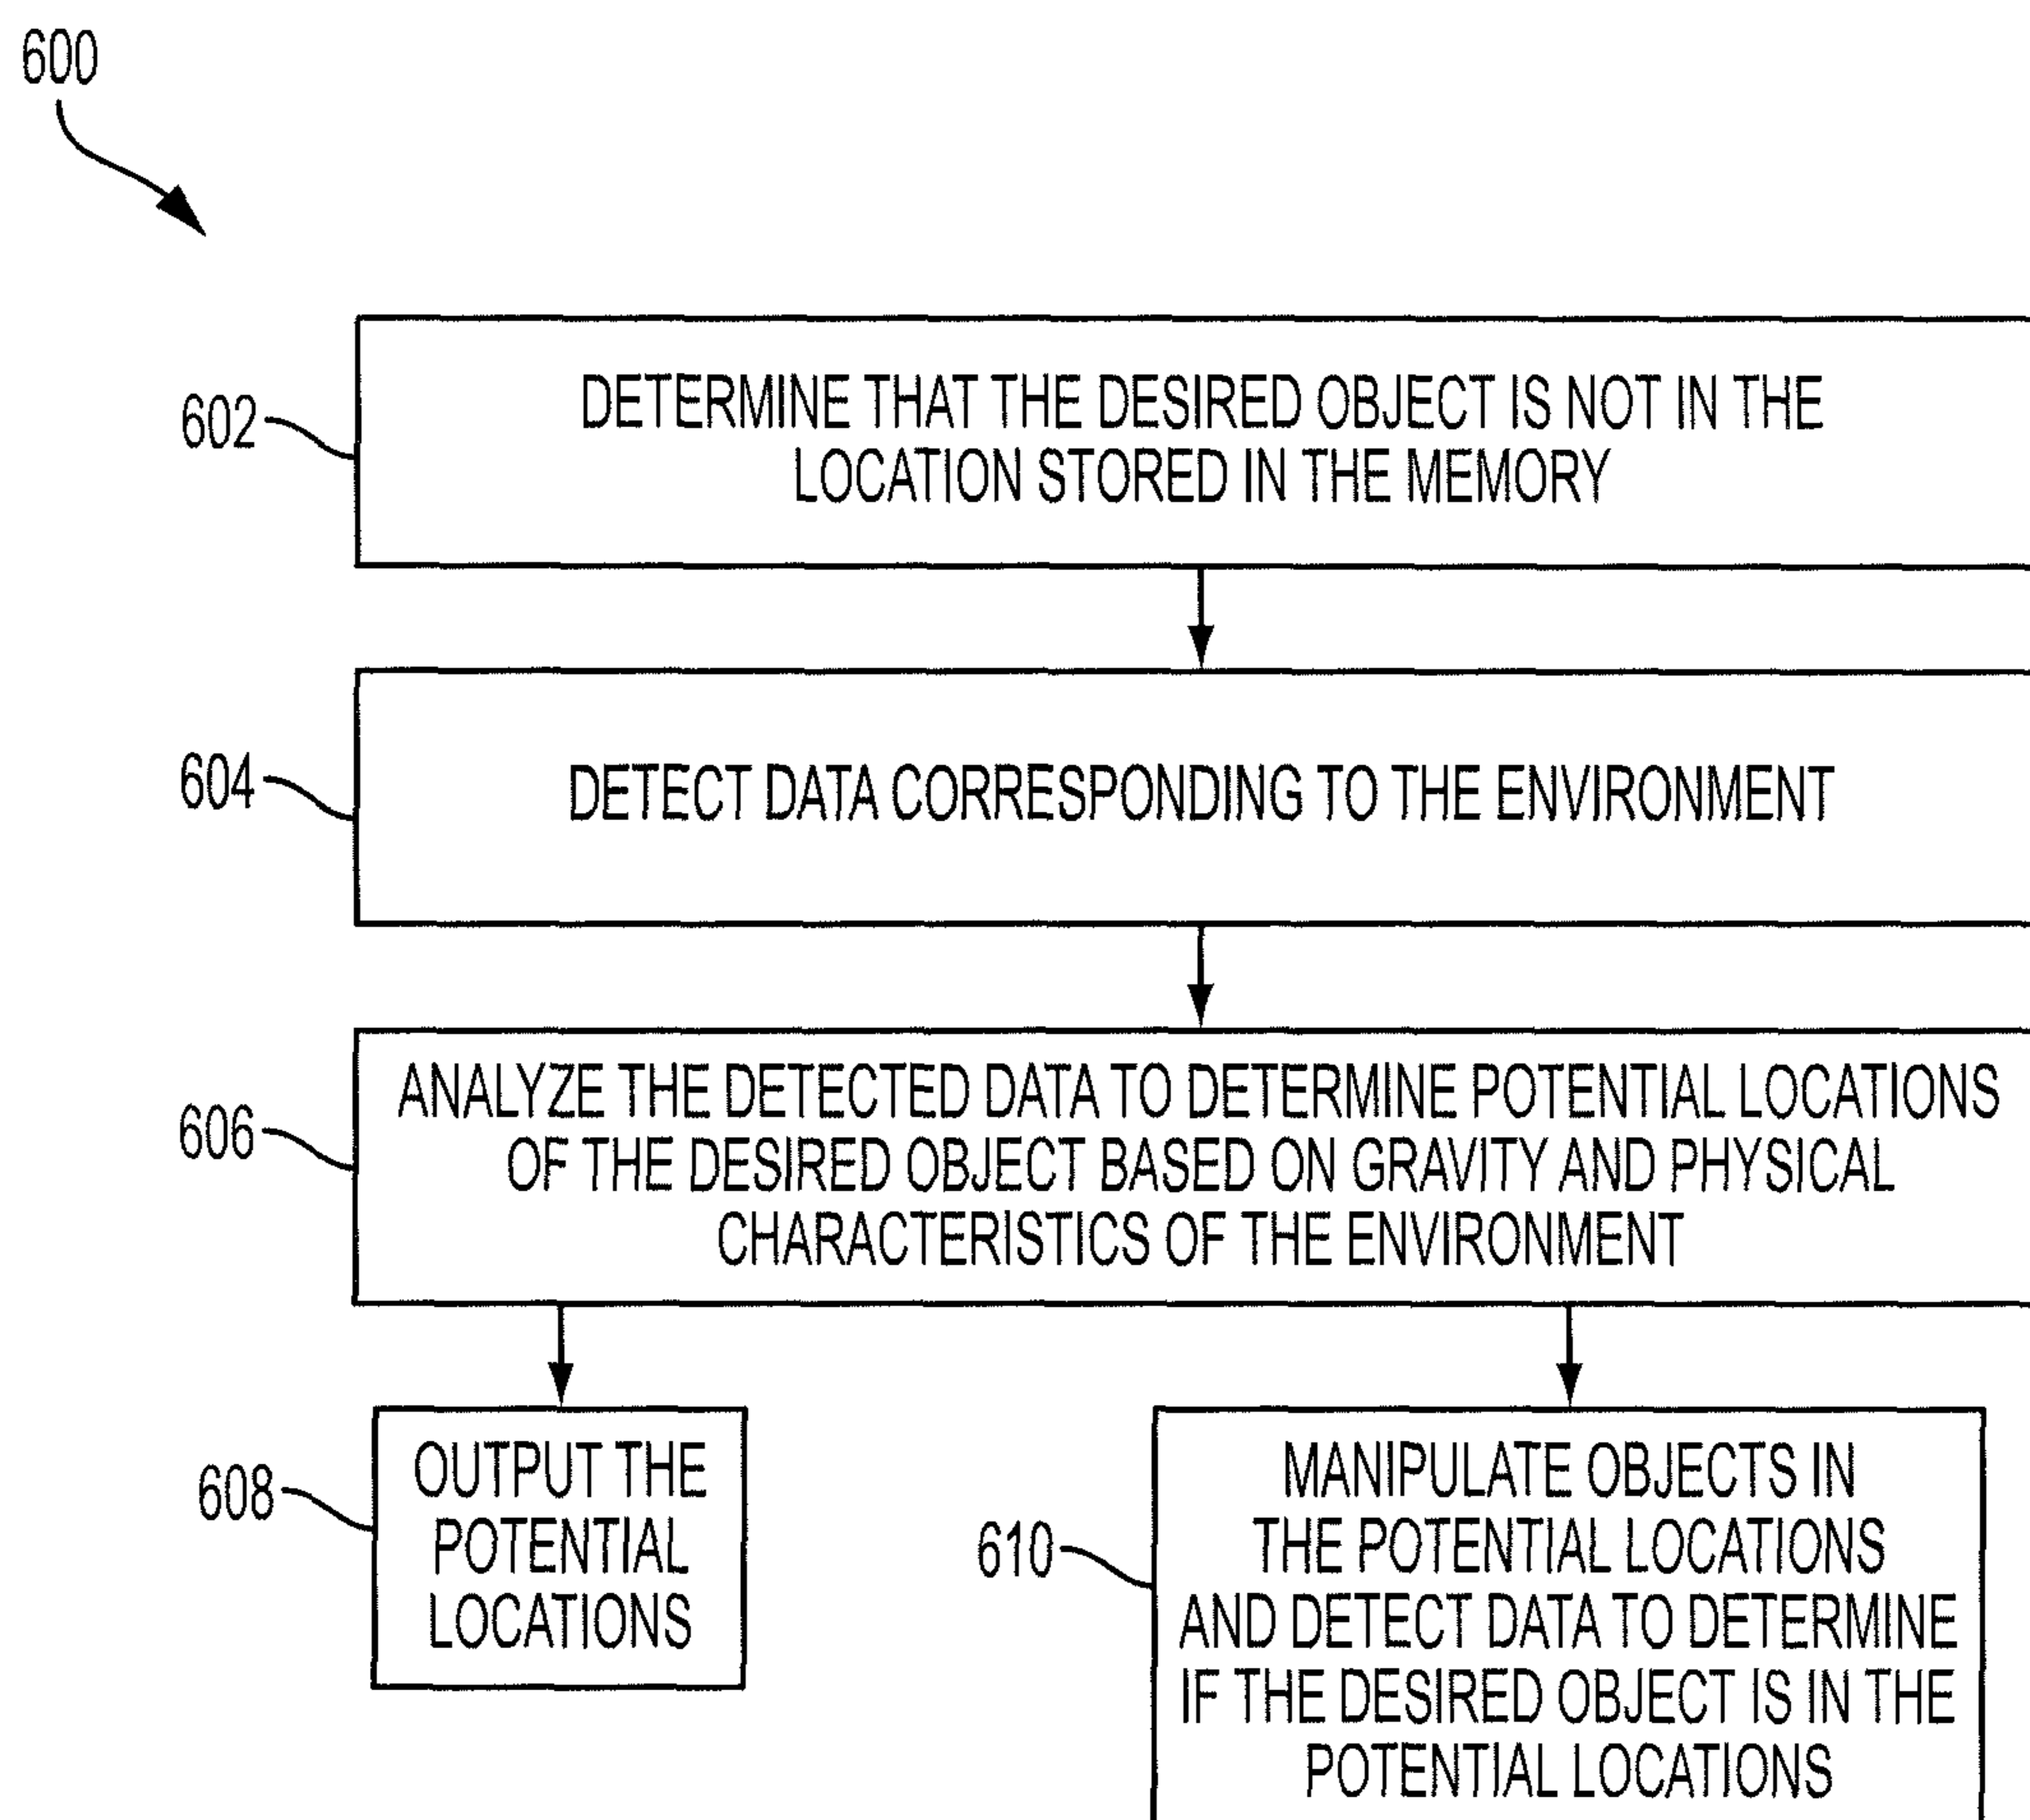 600
602
DETERMINE THAT THE DESIRED OBJECT IS NOT IN THE
LOCATION STORED IN THE MEMORY
604
DETECT DATA CORRESPONDING TO THE ENVIRONMENT
606
ANALYZE THE DETECTED DATA TO DETERMINE POTENTIAL LOCATIONS
OF THE DESIRED OBJECT BASED ON GRAVITY AND PHYSICAL
CHARACTERISTICS OF THE ENVIRONMENT
608
OUTPUT THE
POTENTIAL
LOCATIONS
610
MANIPULATE OBJECTS IN
THE POTENTIAL LOCATIONS
AND DETECT DATA TO DETERMINE
IF THE DESIRED OBJECT IS IN THE
POTENTIAL LOCATIONS